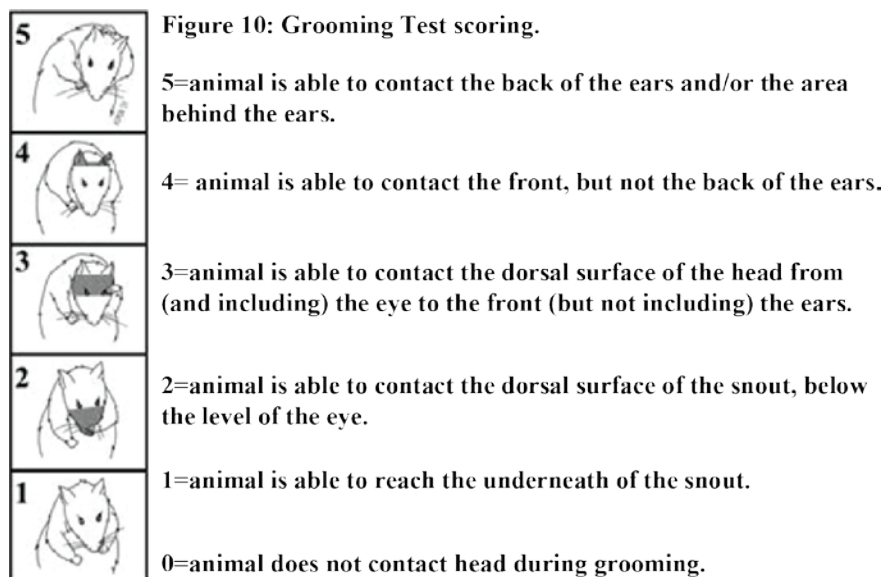 Figure 10: Grooming Test scoring.
5
5=animal is able to contact the back of the ears and/or the area
behind the ears.
4
4= animal is able to contact the front, but not the back of the ears.
3
3=animal is able to contact the dorsal surface of the head from
(and including) the eye to the front (but not including) the ears.
2
2=animal is able to contact the dorsal surface of the snout, below
the level of the eye.
1
1=animal is able to reach the underneath of the snout.
0=animal does not contact head during grooming.